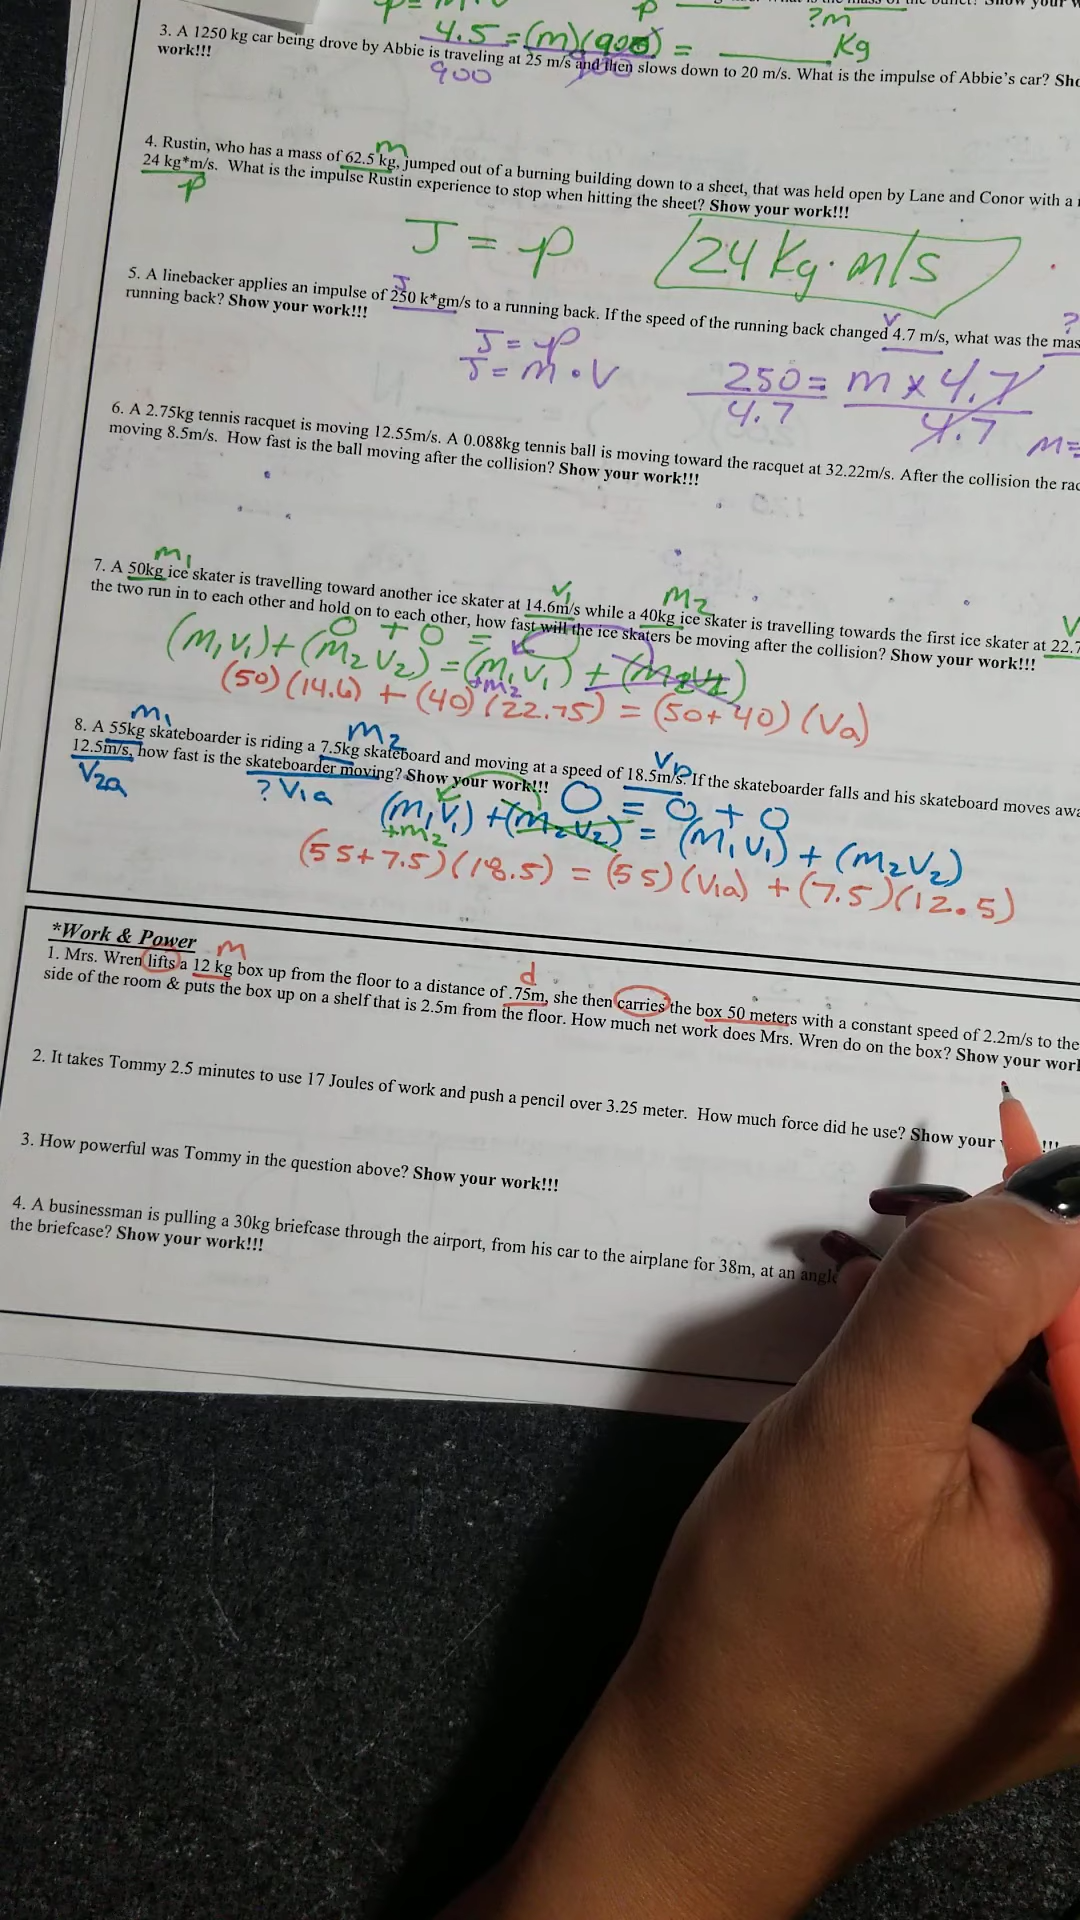 ?m
4.5 = (m)(900) = ______ Kg
900
3. A 1250 kg car being drove by Abbie is traveling at 25 m/s and then slows down to 20 m/s. What is the impulse of Abbie's car?
work!!!
m
4. Rustin, who has a mass of 62.5 kg, jumped out of a burning building down to a sheet, that was held open by Lane and Conor with a
24 kg*m/s. What is the impulse Rustin experience to stop when hitting the sheet? Show your work!!!
p
J = p 24 Kg·m/s
J V ?
5. A linebacker applies an impulse of 250 k*gm/s to a running back. If the speed of the running back changed 4.7 m/s, what was the
running back? Show your work!!!
J = p
J = m·V
250 = m x 4.7
4.7 4.7 m=
6. A 2.75kg tennis racquet is moving 12.55m/s. A 0.088kg tennis ball is moving toward the racquet at 32.22m/s. After the collision the
moving 8.5m/s. How fast is the ball moving after the collision? Show your work!!!
m1 V1 m2 V
7. A 50kg ice skater is travelling toward another ice skater at 14.6m/s while a 40kg ice skater is travelling towards the first ice skater at 22.7
the two run in to each other and hold on to each other, how fast will the ice skaters be moving after the collision? Show your work!!!
0 + 0 =
(m1V1)+(m2V2) = (m1V1) + (m2V2)
+m2
(50)(14.6) + (40)(22.75) = (50+40)(Va)
m1 m2
8. A 55kg skateboarder is riding a 7.5kg skateboard and moving at a speed of 18.5m/s. If the skateboarder falls and his skateboard moves
12.5m/s, how fast is the skateboarder moving? Show your work!!!
V2a ?V1a
0 = 0 + 0
(m1V1) + (m2V2) = (m1V1) + (m2V2)
+m2
(55+7.5)(18.5) = (55)(V1a) + (7.5)(12.5)
*Work & Power
m d
1. Mrs. Wren lifts a 12 kg box up from the floor to a distance of .75m, she then carries the box 50 meters with a constant speed of 2.2m/s to the
side of the room & puts the box up on a shelf that is 2.5m from the floor. How much net work does Mrs. Wren do on the box? Show your
2. It takes Tommy 2.5 minutes to use 17 Joules of work and push a pencil over 3.25 meter. How much force did he use? Show your !!!
3. How powerful was Tommy in the question above? Show your work!!!
4. A businessman is pulling a 30kg briefcase through the airport, from his car to the airplane for 38m, at an angle
the briefcase? Show your work!!!